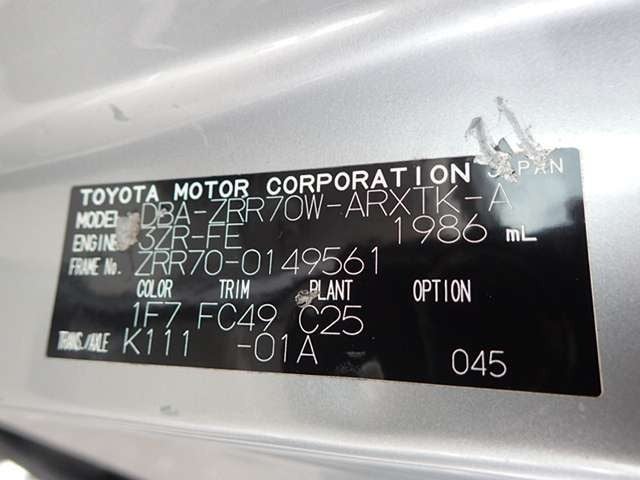 TOYOTA MOTOR CORPORATION JAPAN
MODEL DBA-ZRR70W-ARXTK-A
ENGINE 3ZR-FE 1986 mL
FRAME No. ZRR70-0149561
COLOR TRIM PLANT OPTION
1F7 FC49 C25
TRANS./AXLE K111 -01A 045